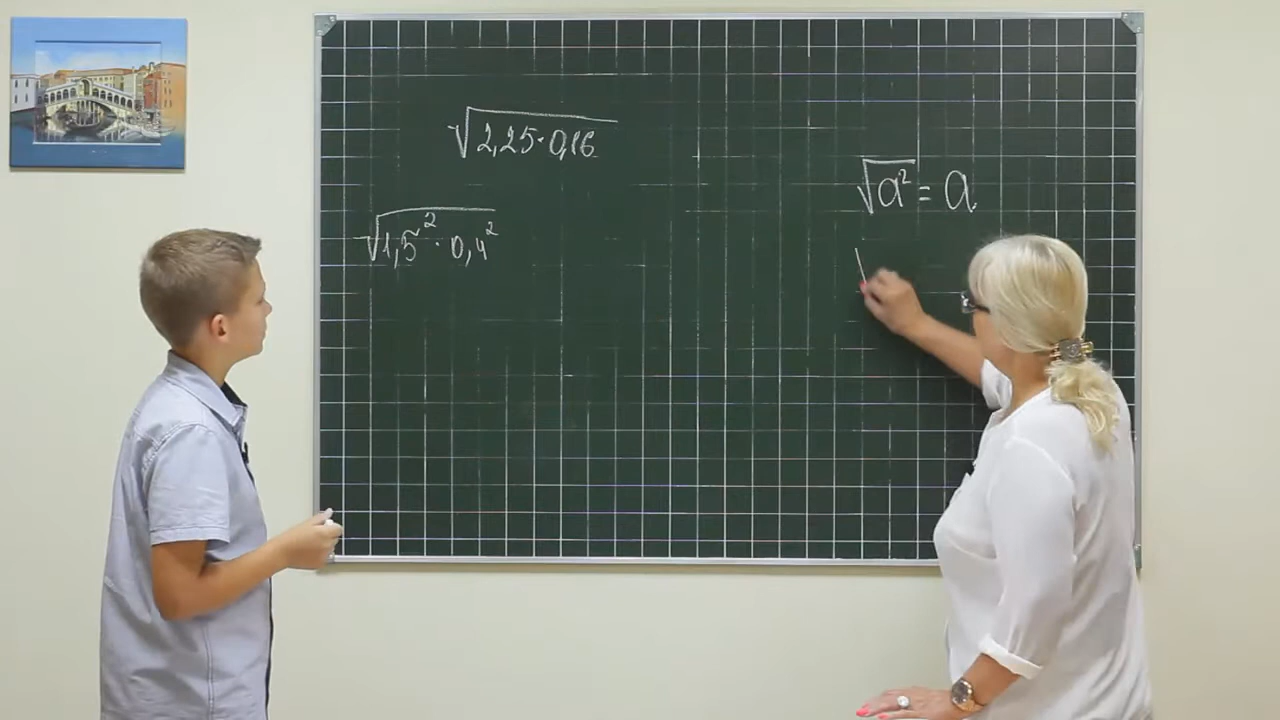 √2,25·0,16
√a² = a
√1,5²·0,4²